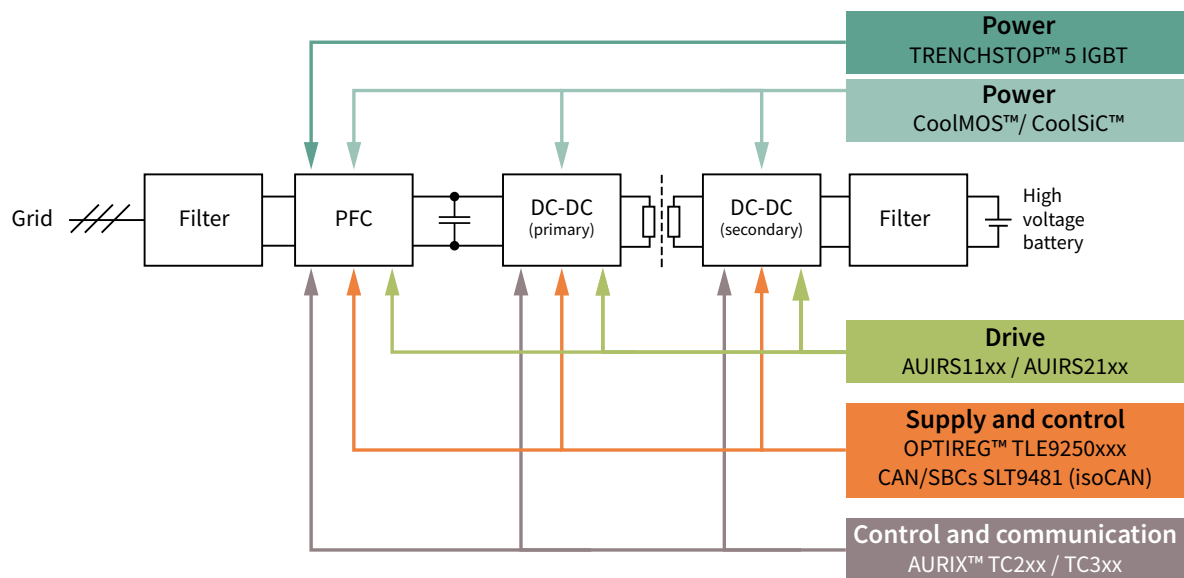 Power
TRENCHSTOP™ 5 IGBT
Power
CoolMOS™/ CoolSiC™
Grid
Filter
PFC
DC-DC
(primary)
DC-DC
(secondary)
Filter
High
voltage
battery
Drive
AUIRS11xx / AUIRS21xx
Supply and control
OPTIREG™ TLE9250xxx
CAN/SBCs SLT9481 (isoCAN)
Control and communication
AURIX™ TC2xx / TC3xx